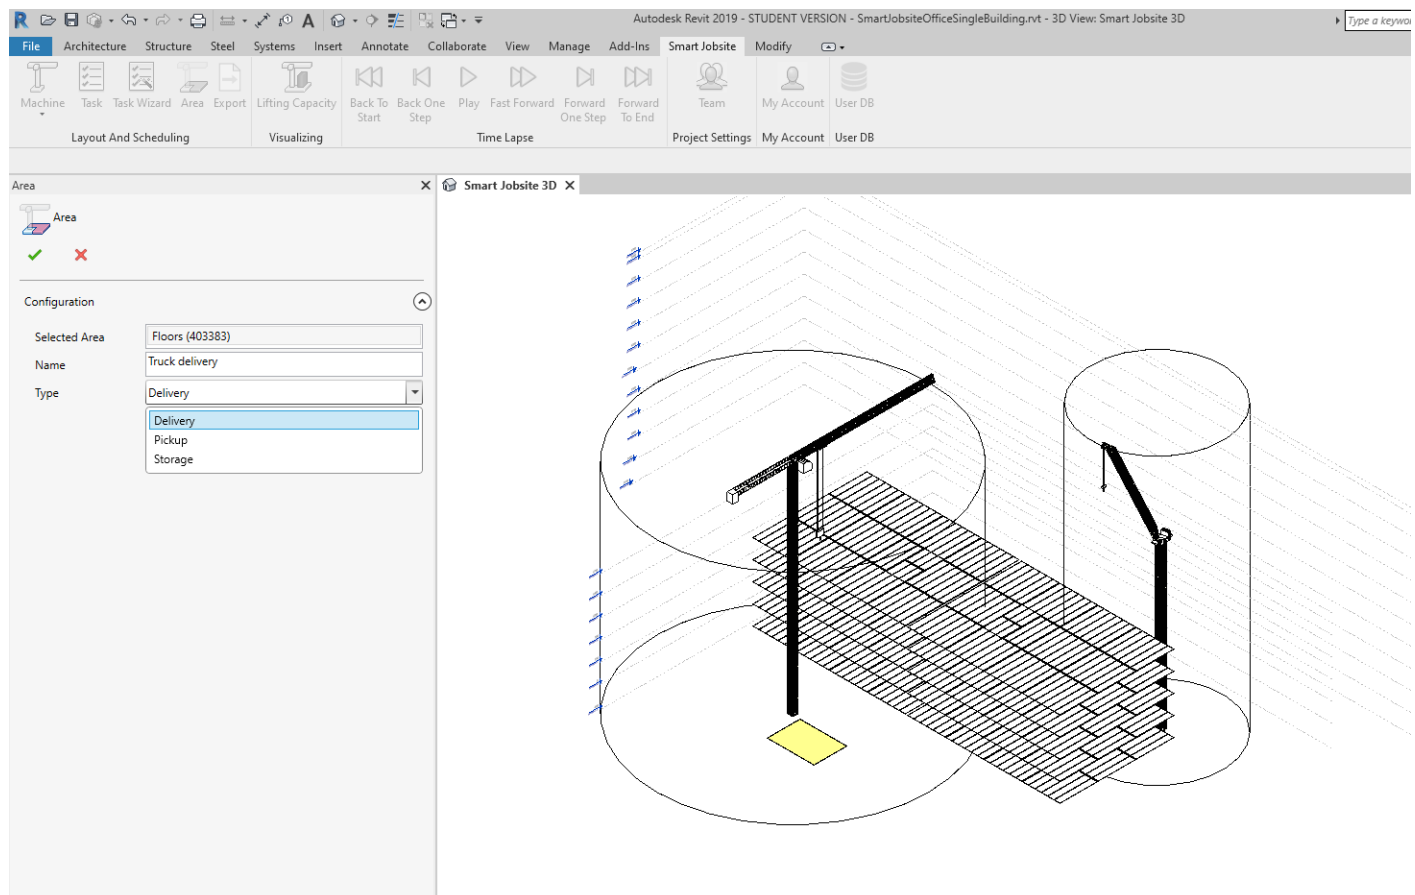 Autodesk Revit 2019 - STUDENT VERSION - SmartJobsiteOfficeSingleBuilding.rvt - 3D View: Smart Jobsite 3D
Type a keywor
File Architecture Structure Steel Systems Insert Annotate Collaborate View Manage Add-Ins Smart Jobsite Modify
Machine Task Task Wizard Area Export Lifting Capacity Back To Start Back One Step Play Fast Forward Forward One Step Forward To End Team My Account User DB
Layout And Scheduling Visualizing Time Lapse Project Settings My Account User DB
Area
Smart Jobsite 3D
Area
Configuration
Selected Area Floors (403383)
Name Truck delivery
Type Delivery
Delivery
Pickup
Storage